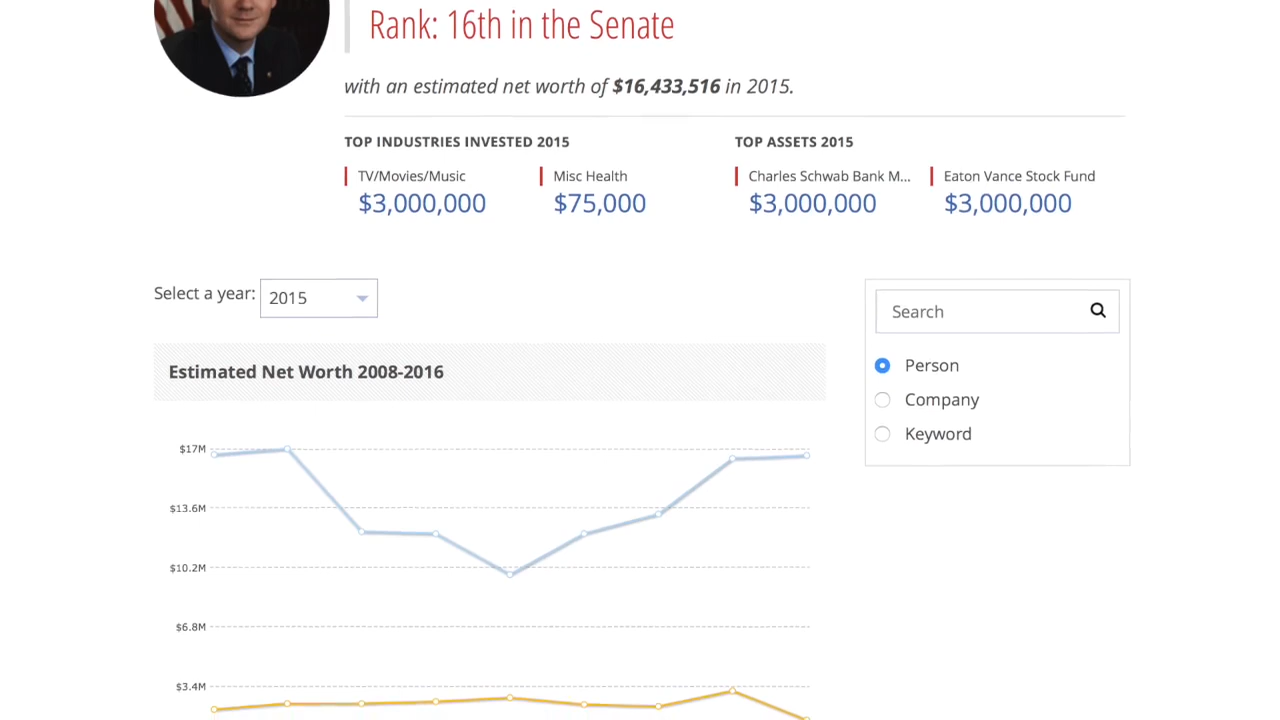 Rank: 16th in the Senate
with an estimated net worth of $16,433,516 in 2015.
TOP INDUSTRIES INVESTED 2015
TOP ASSETS 2015
TV/Movies/Music
Misc Health
Charles Schwab Bank M...
Eaton Vance Stock Fund
$3,000,000
$75,000
$3,000,000
$3,000,000
Select a year: 2015
Search
Person
Company
Keyword
Estimated Net Worth 2008-2016
$17M
$13.6M
$10.2M
$6.8M
$3.4M